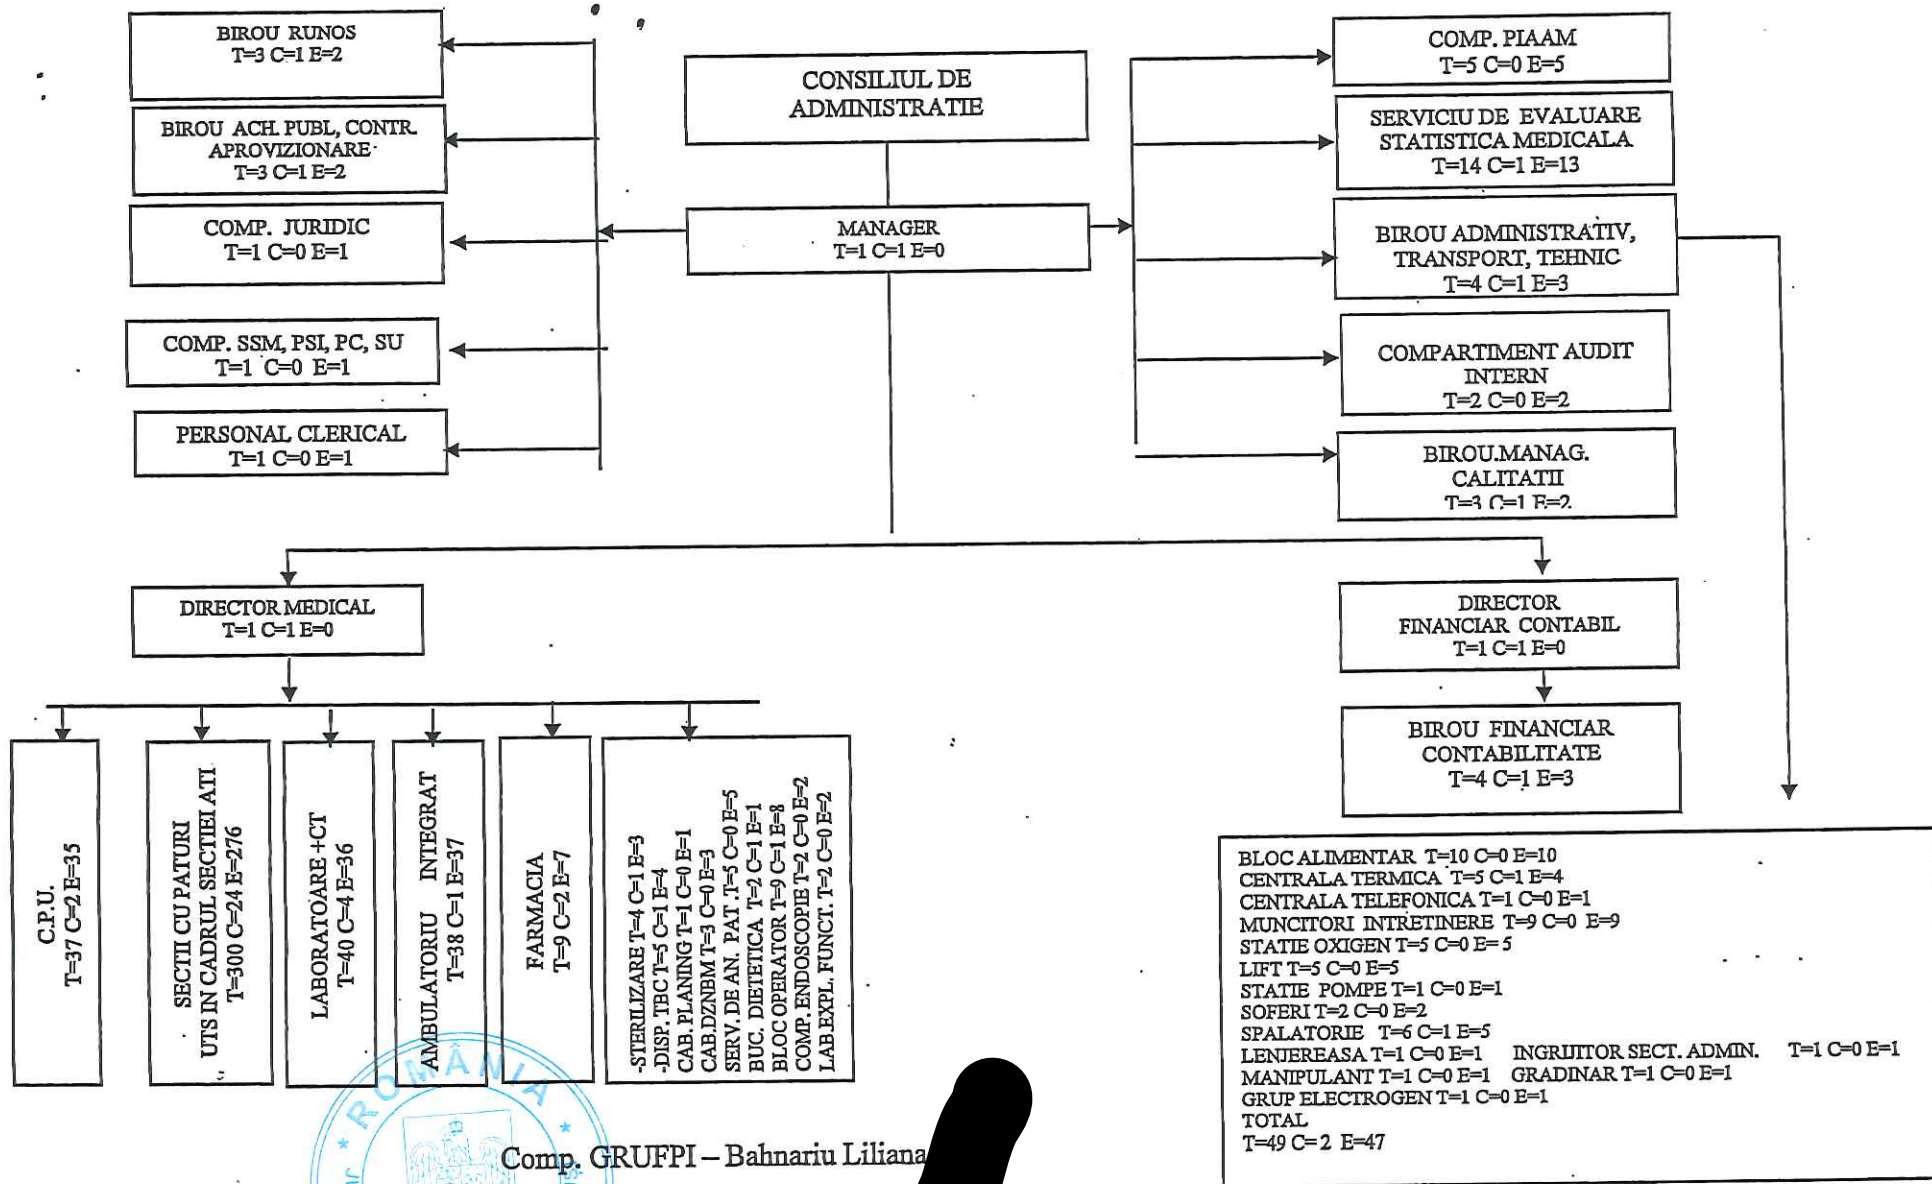 BIROU RUNOS
T=3 C=1 E=2
BIROU ACH. PUBL, CONTR.
APROVIZIONARE
T=3 C=1 E=2
COMP. JURIDIC
T=1 C=0 E=1
COMP. SSM, PSI, PC, SU
T=1 C=0 E=1
PERSONAL CLERICAL
T=1 C=0 E=1
CONSILIUL DE
ADMINISTRATIE
MANAGER
T=1 C=1 E=0
COMP. PIAAM
T=5 C=0 E=5
SERVICIU DE EVALUARE
STATISTICA MEDICALA
T=14 C=1 E=13
BIROU ADMINISTRATIV,
TRANSPORT, TEHNIC
T=4 C=1 E=3
COMPARTIMENT AUDIT
INTERN
T=2 C=0 E=2
BIROU.MANAG.
CALITATII
T=3 C=1 E=2
DIRECTOR MEDICAL
T=1 C=1 E=0
DIRECTOR
FINANCIAR CONTABIL
T=1 C=1 E=0
BIROU FINANCIAR
CONTABILITATE
T=4 C=1 E=3
C.P.U.
T=37 C=2 E=35
SECTII CU PATURI
UTS IN CADRUL SECTIEI ATI
T=300 C=24 E=276
LABORATOARE +CT
T=40 C=4 E=36
AMBULATORIU INTEGRAT
T=38 C=1 E=37
FARMACIA
T=9 C=2 E=7
-STERILIZARE T=4 C=1 E=3
-DISP. TBC T=5 C=1 E=4
CAB. PLANING T=1 C=0 E=1
CAB.DZNBM T=3 C=0 E=3
SERV. DE AN. PAT. T=5 C=0 E=5
BUC. DIETETICA T=2 C=1 E=1
BLOC OPERATOR T=9 C=1 E=8
COMP. ENDOSCOPIE T=2 C=0 E=2
LAB.EXPL. FUNCT. T=2 C=0 E=2
BLOC ALIMENTAR T=10 C=0 E=10
CENTRALA TERMICA T=5 C=1 E=4
CENTRALA TELEFONICA T=1 C=0 E=1
MUNCITORI INTRETINERE T=9 C=0 E=9
STATIE OXIGEN T=5 C=0 E= 5
LIFT T=5 C=0 E=5
STATIE POMPE T=1 C=0 E=1
SOFERI T=2 C=0 E=2
SPALATORIE T=6 C=1 E=5
LENJEREASA T=1 C=0 E=1 INGRIJITOR SECT. ADMIN. T=1 C=0 E=1
MANIPULANT T=1 C=0 E=1 GRADINAR T=1 C=0 E=1
GRUP ELECTROGEN T=1 C=0 E=1
TOTAL
T=49 C= 2 E=47
* ROMÂNIA *
Comp. GRUFPI – Bahnariu Liliana